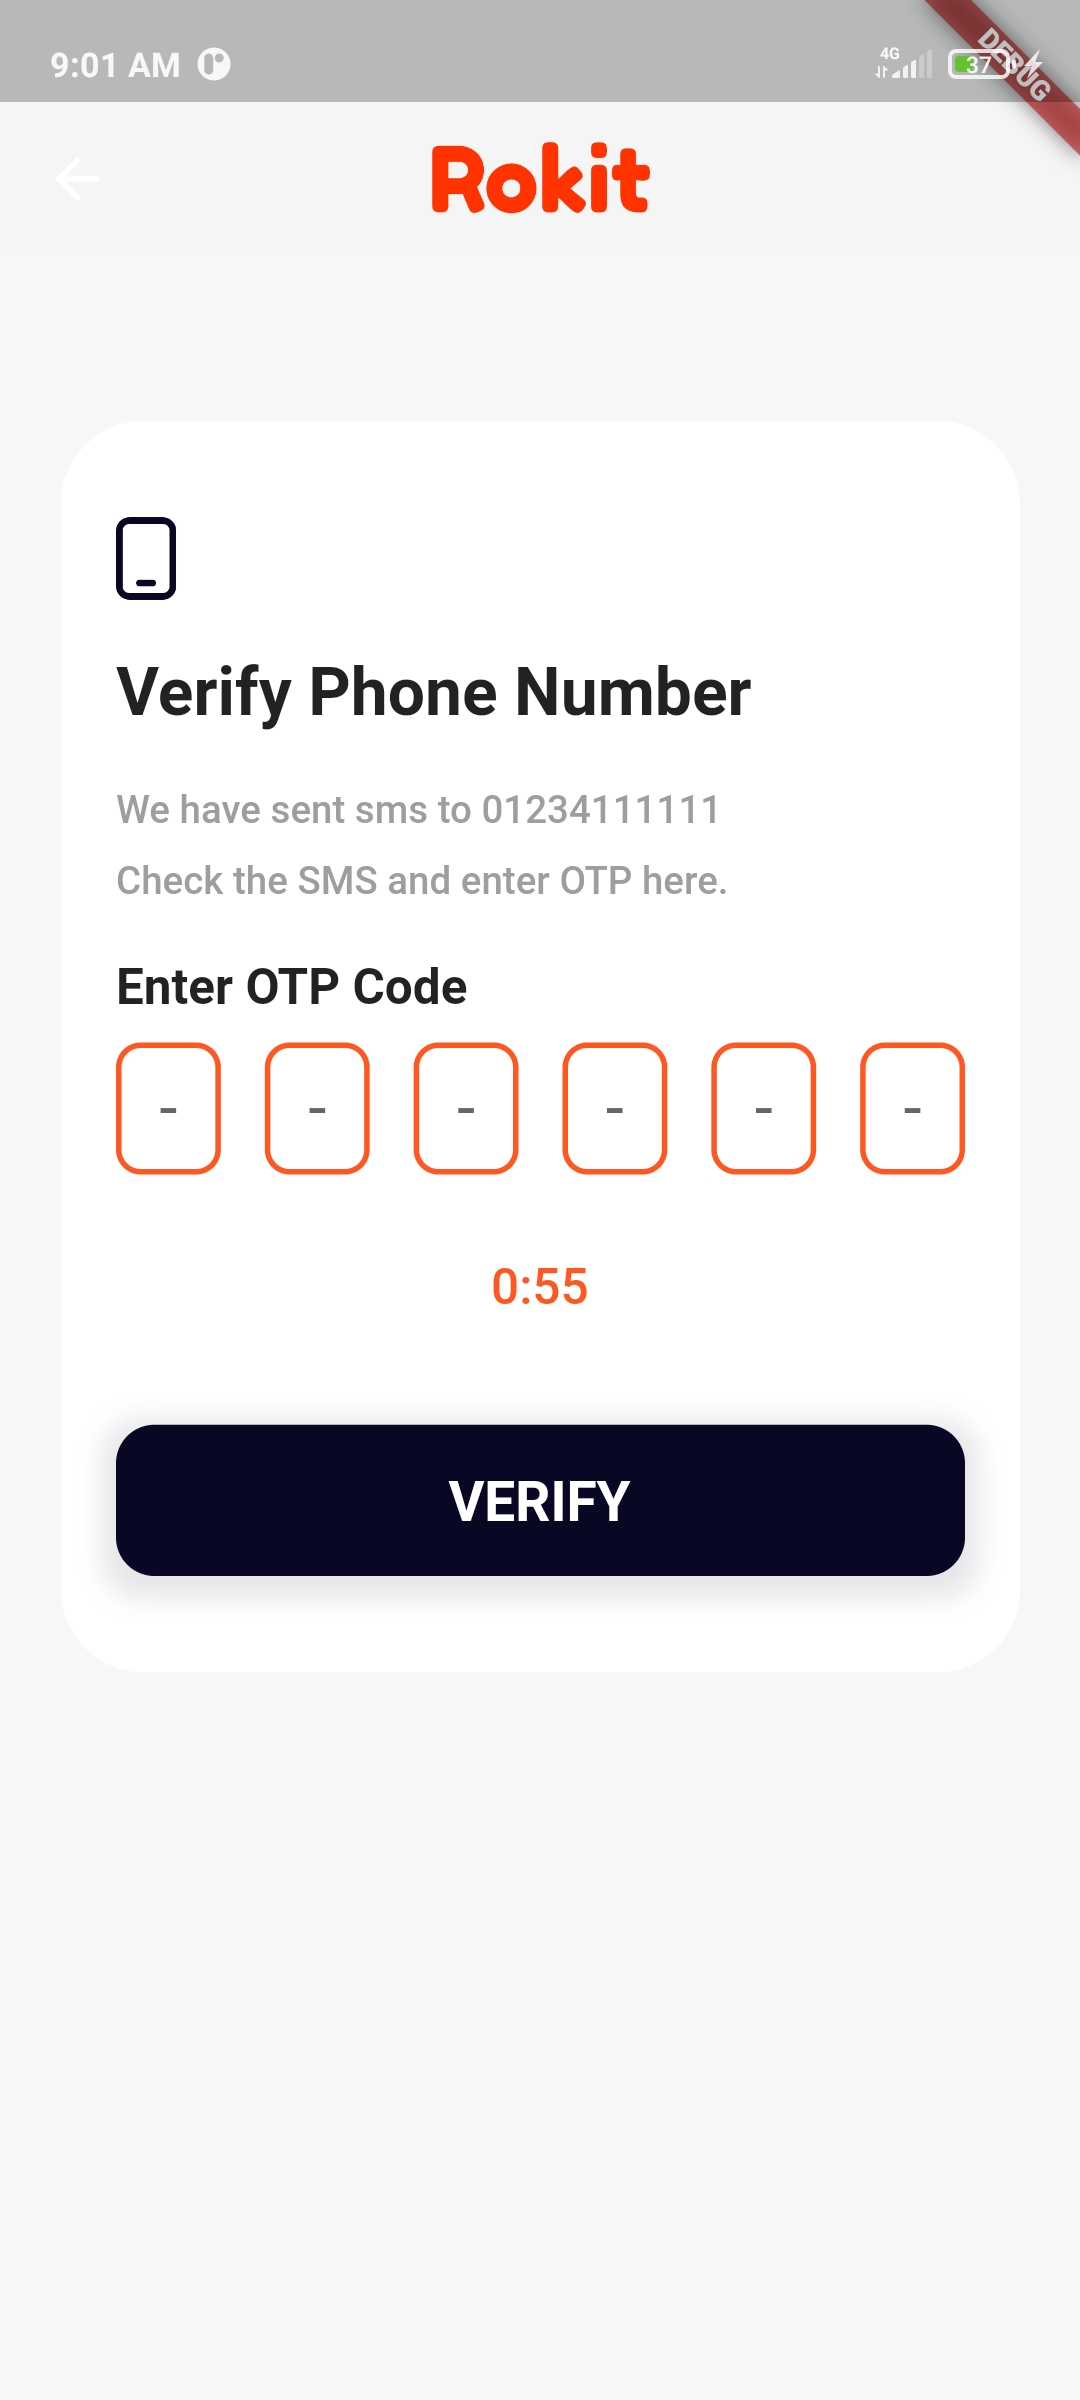 9:01 AM
4G
37
DEBUG
Rokit
Verify Phone Number
We have sent sms to 01234111111
Check the SMS and enter OTP here.
Enter OTP Code
- - - - - -
0:55
VERIFY